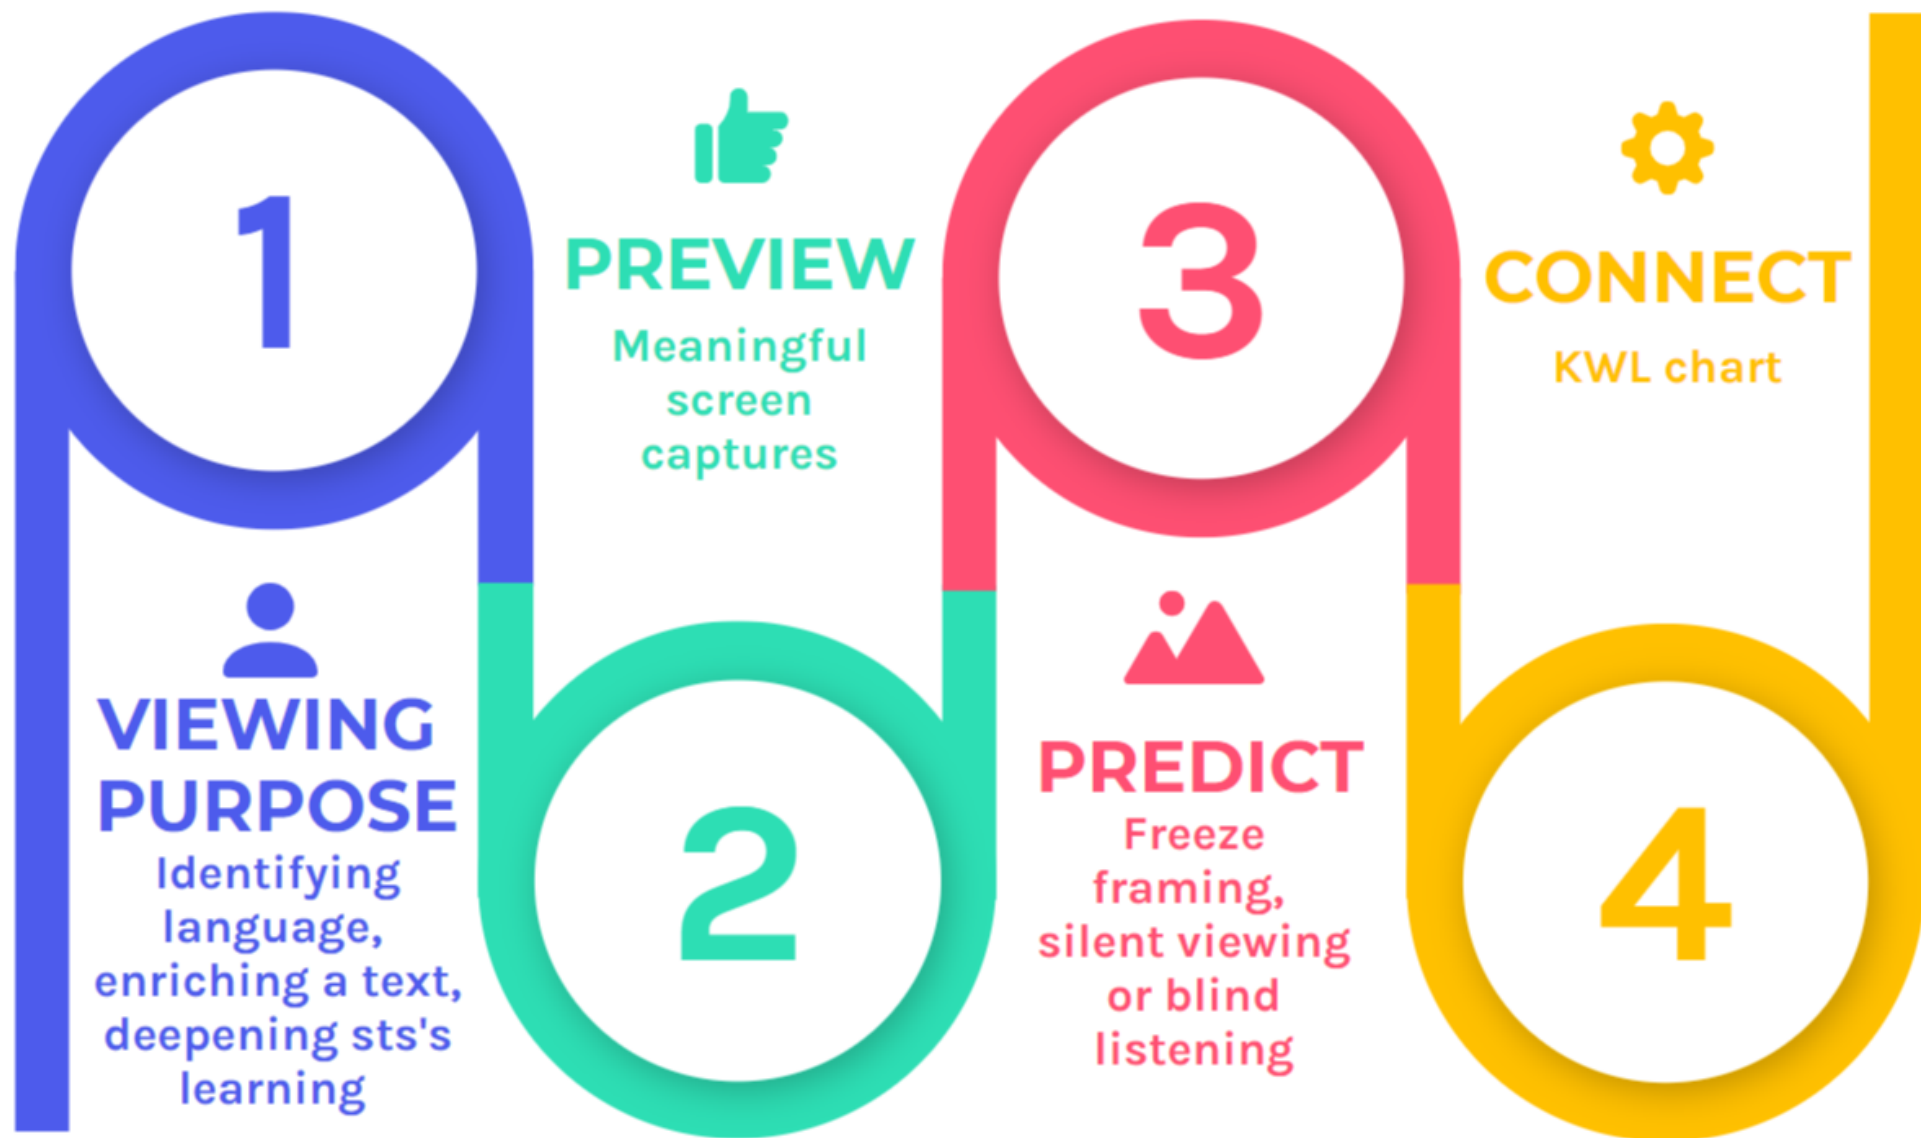 1
VIEWING
PURPOSE
Identifying
language,
enriching a text,
deepening sts's
learning
PREVIEW
Meaningful
screen
captures
2
3
PREDICT
Freeze
framing,
silent viewing
or blind
listening
CONNECT
KWL chart
4